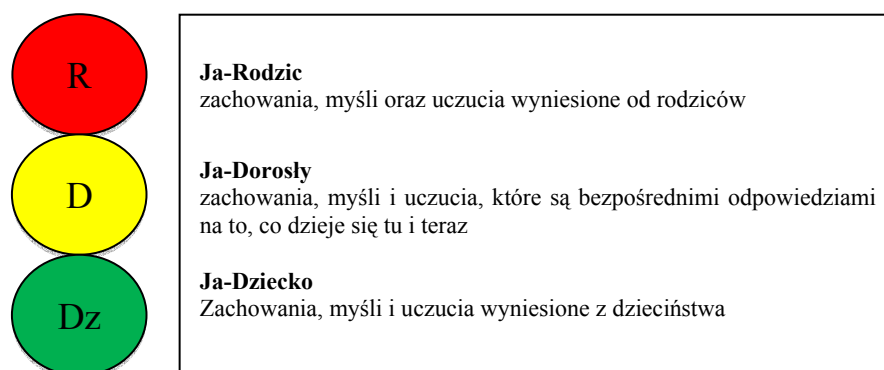 R
Ja-Rodzic
zachowania, myśli oraz uczucia wyniesione od rodziców
D
Ja-Dorosły
zachowania, myśli i uczucia, które są bezpośrednimi odpowiedziami
na to, co dzieje się tu i teraz
Dz
Ja-Dziecko
Zachowania, myśli i uczucia wyniesione z dzieciństwa